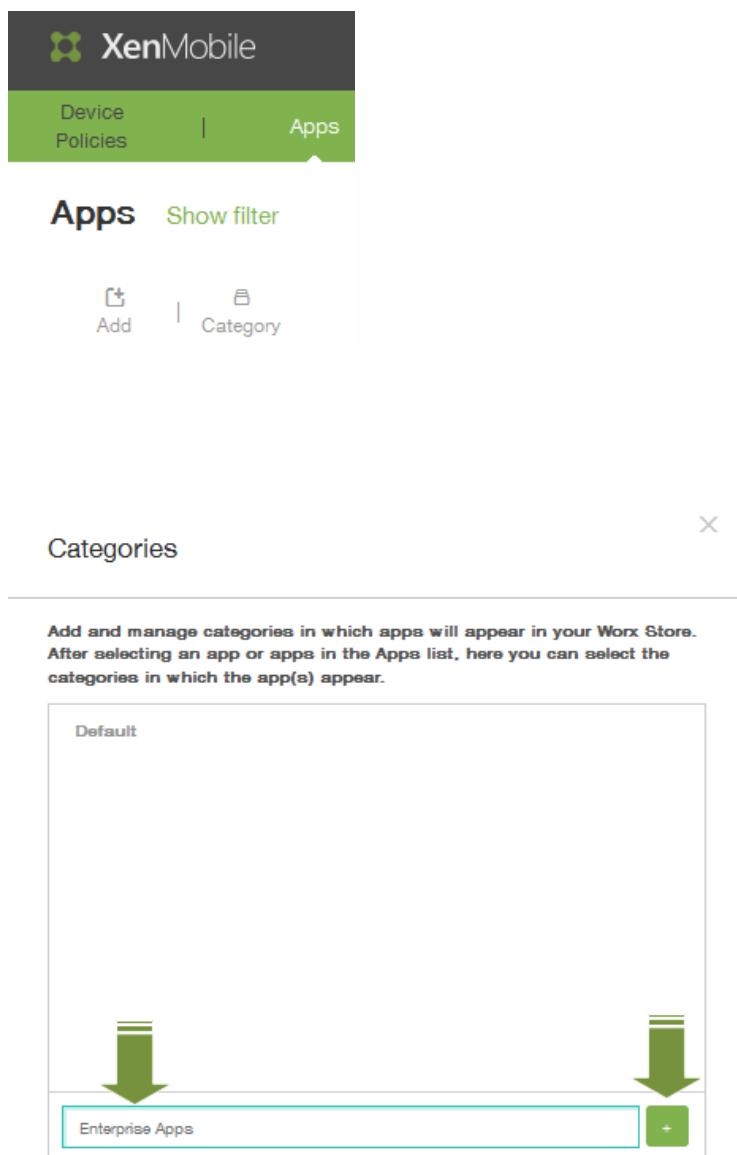 XenMobile
Device
Policies
|
Apps
Apps Show filter
Add | Category
×
Categories
Add and manage categories in which apps will appear in your Worx Store.
After selecting an app or apps in the Apps list, here you can select the
categories in which the app(s) appear.
Default
Enterprise Apps +